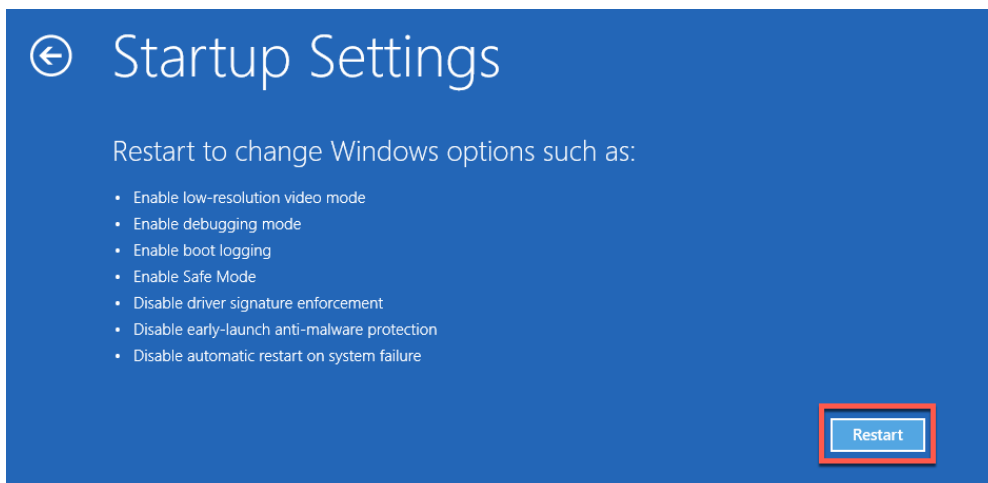 Startup Settings
Restart to change Windows options such as:
• Enable low-resolution video mode
• Enable debugging mode
• Enable boot logging
• Enable Safe Mode
• Disable driver signature enforcement
• Disable early-launch anti-malware protection
• Disable automatic restart on system failure
Restart